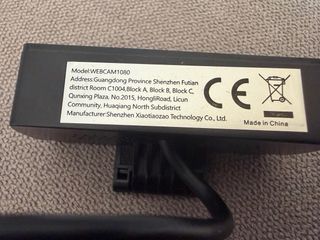 Model:WEBCAM1080
Address:Guangdong Province Shenzhen Futian
district Room C1004,Block A, Block B, Block C,
Qunxing Plaza, No.2015, HongliRoad, Licun
Community, Huaqiang North Subdistrict
Manufacturer:Shenzhen Xiaotiaozao Technology Co., Ltd.
CE
Made in China